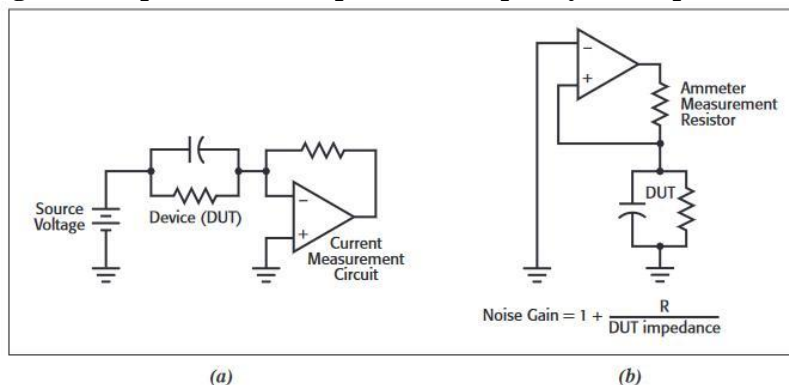 Source
Voltage
Device (DUT)
−
+
Current
Measurement
Circuit
−
+
Ammeter
Measurement
Resistor
DUT
Noise Gain = 1 + R
DUT impedance
(a)
(b)